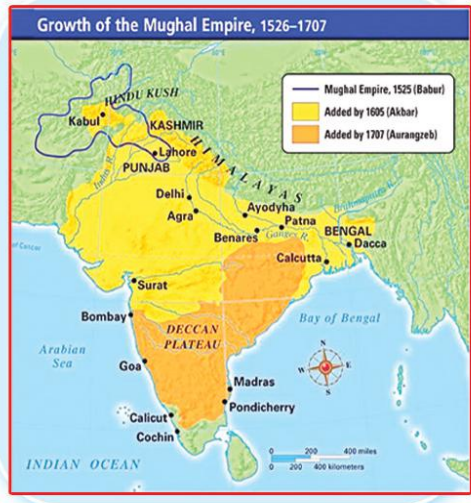 Growth of the Mughal Empire, 1526–1707
Mughal Empire, 1525 (Babur)
Added by 1605 (Akbar)
Added by 1707 (Aurangzeb)
HINDU KUSH
Kabul
KASHMIR
Lahore
PUNJAB
Indus R.
HIMALAYAS
Delhi
Agra
Ayodyha
Patna
Benares
Ganges R.
Brahmaputra R.
BENGAL
Dacca
Calcutta
of Cancer
Surat
Bombay
DECCAN
PLATEAU
Bay of Bengal
Arabian
Sea
Goa
N
W
E
S
Madras
Pondicherry
Calicut
Cochin
INDIAN OCEAN
0 200 400 miles
0 200 400 kilometers